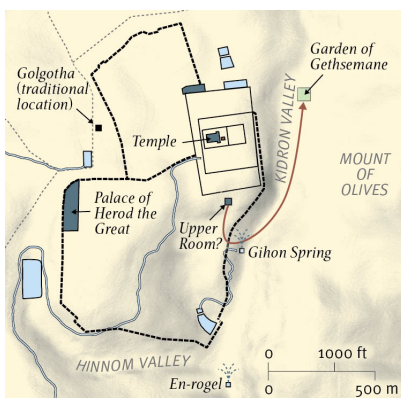 Garden of
Gethsemane
Golgotha
(traditional
location)
KIDRON VALLEY
Temple
MOUNT
OF
OLIVES
Palace of
Herod the
Great
Upper
Room?
Gihon Spring
HINNOM VALLEY
0 1000 ft
En-rogel
0 500 m